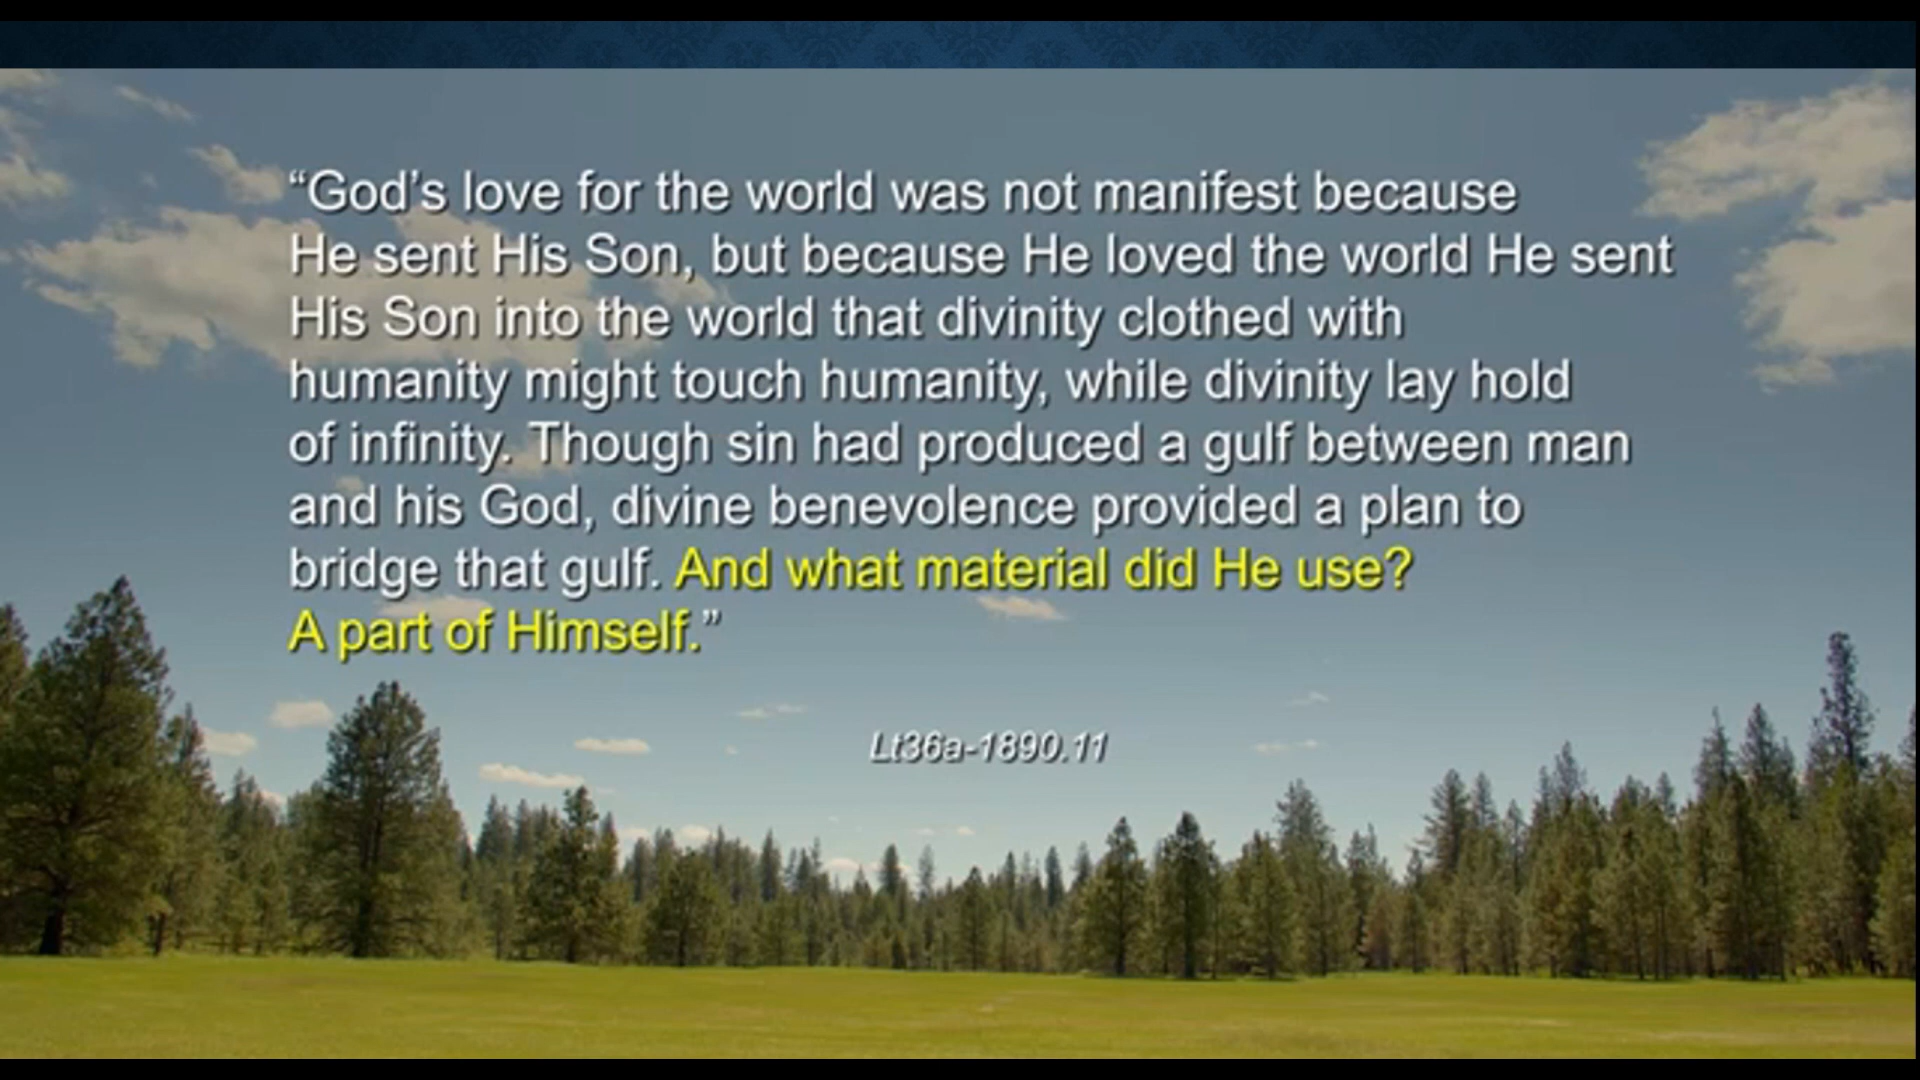 “God’s love for the world was not manifest because
He sent His Son, but because He loved the world He sent
His Son into the world that divinity clothed with
humanity might touch humanity, while divinity lay hold
of infinity. Though sin had produced a gulf between man
and his God, divine benevolence provided a plan to
bridge that gulf. And what material did He use?
A part of Himself.”
Lt36a-1890.11